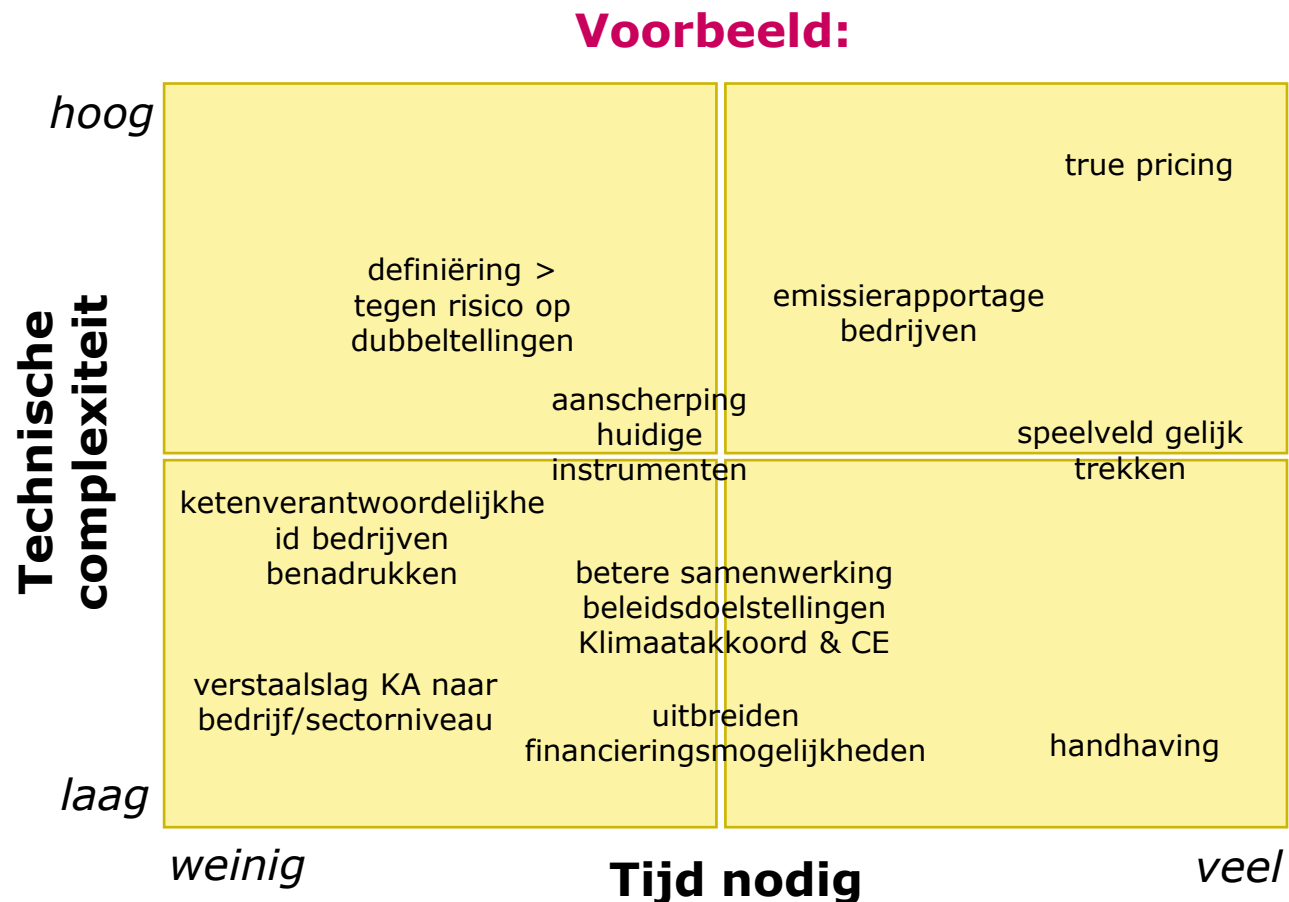 Voorbeeld:
hoog
true pricing
definiëring >
tegen risico op
dubbeltellingen
emissierapportage
bedrijven
aanscherping
huidige
instrumenten
speelveld gelijk
trekken
Technische
complexiteit
ketenverantwoordelijkhe
id bedrijven
benadrukken
betere samenwerking
beleidsdoelstellingen
Klimaatakkoord & CE
verstaalslag KA naar
bedrijf/sectorniveau
uitbreiden
financieringsmogelijkheden
handhaving
laag
weinig
Tijd nodig
veel